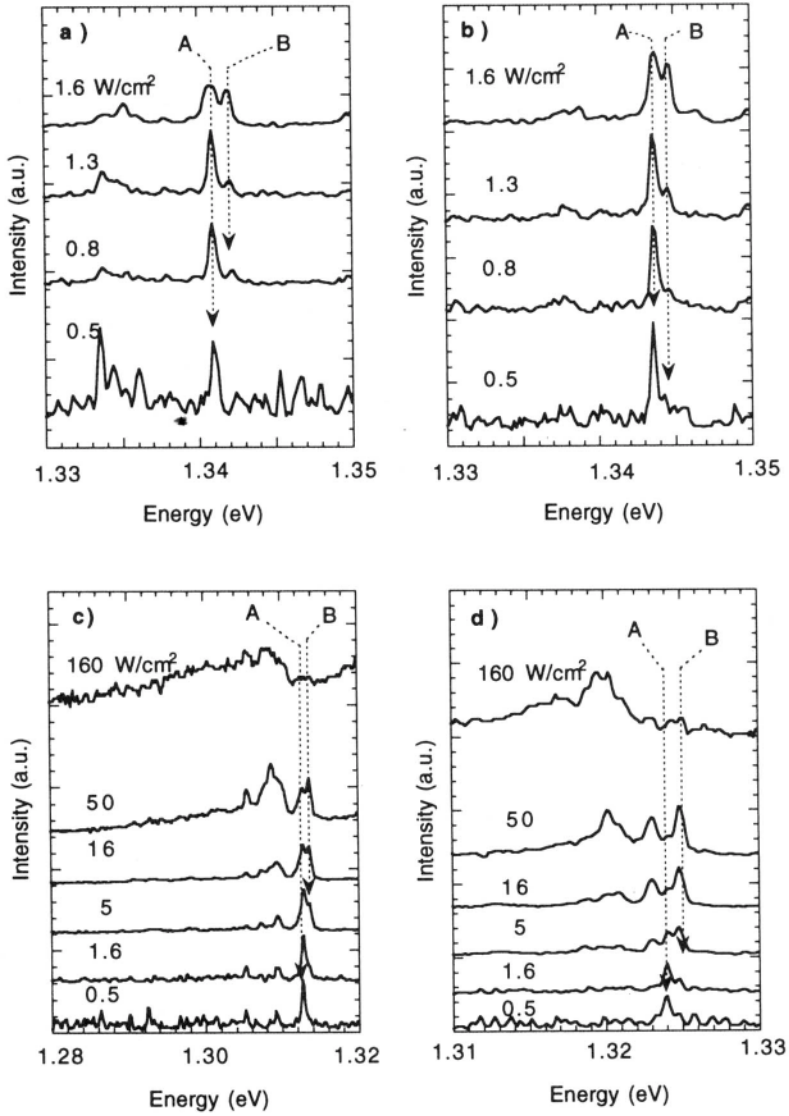 a )
A
B
1.6 W/cm²
1.3
0.8
0.5
Intensity (a.u.)
1.33
1.34
1.35
Energy (eV)
b )
A
B
1.6 W/cm²
1.3
0.8
0.5
Intensity (a.u.)
1.33
1.34
1.35
Energy (eV)
c)
A
B
160 W/cm²
50
16
5
1.6
0.5
Intensity (a.u.)
1.28
1.30
1.32
Energy (eV)
d )
A
B
160 W/cm²
50
16
5
1.6
0.5
Intensity (a.u.)
1.31
1.32
1.33
Energy (eV)